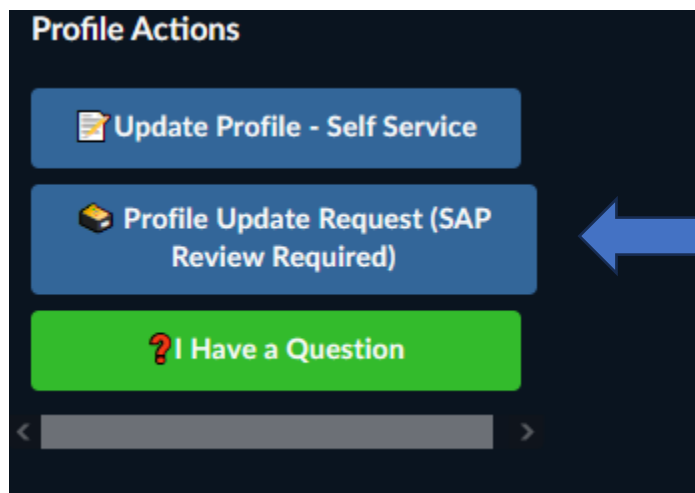 Profile Actions
📝Update Profile - Self Service
🗳 Profile Update Request (SAP
Review Required)
❓I Have a Question